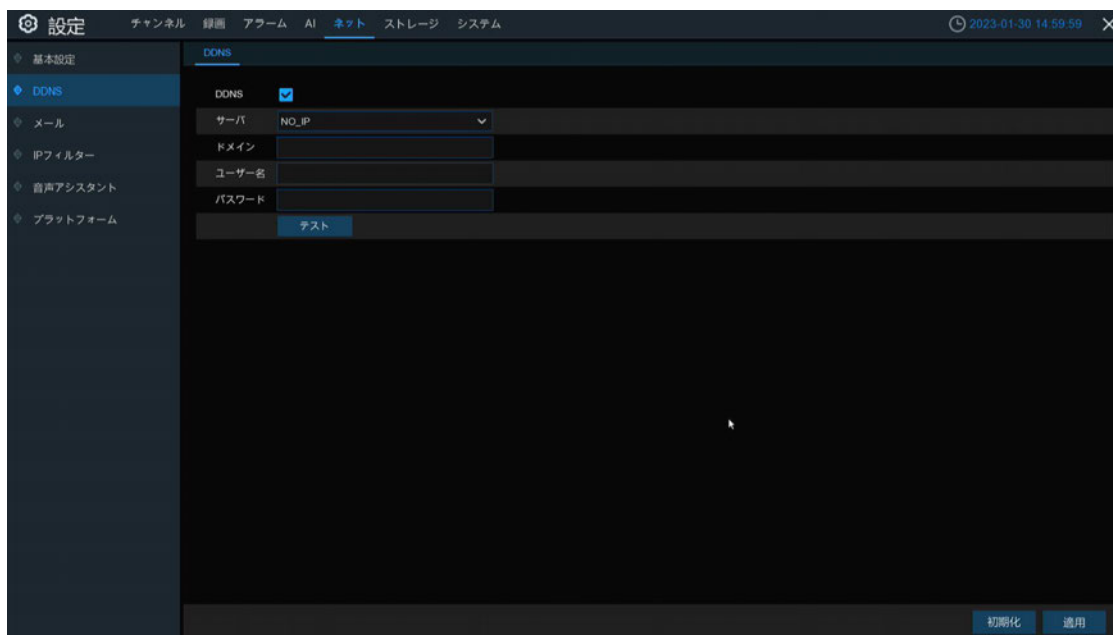 設定 チャンネル 録画 アラーム AI ネット ストレージ システム 2023-01-30 14:59:59
基本設定
DDNS
メール
IPフィルター
音声アシスタント
プラットフォーム
DDNS
DDNS
サーバ NO_IP
ドメイン
ユーザー名
パスワード
テスト
初期化 適用